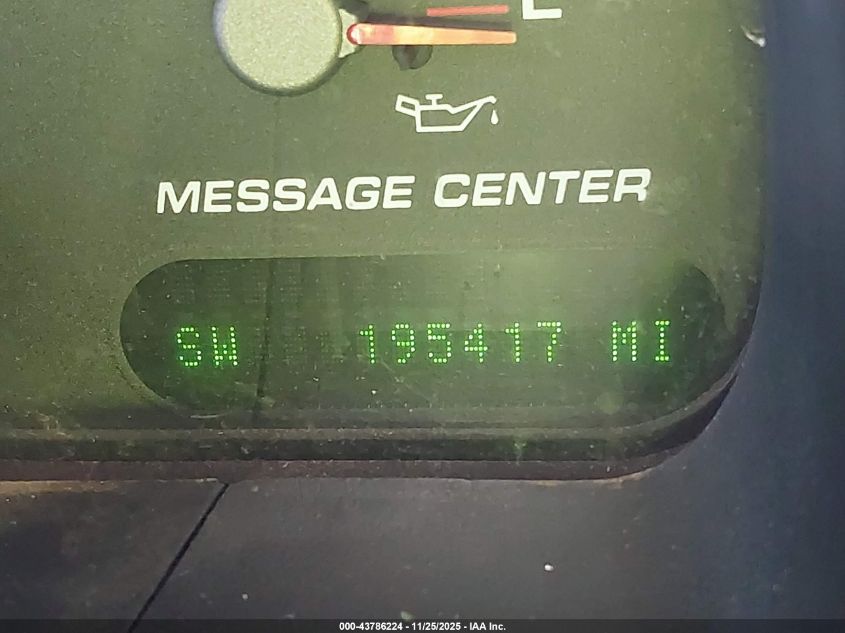 L
MESSAGE CENTER
SW 195417 MI
000-43786224 - 11/25/2025 - IAA Inc.